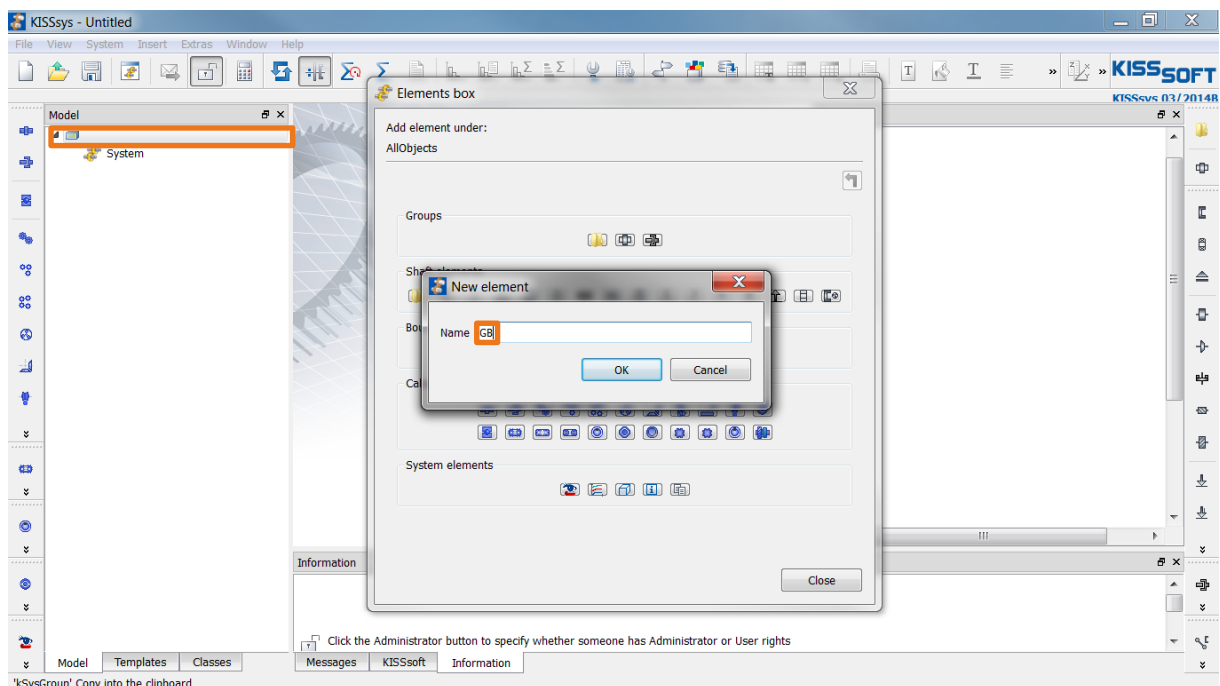 KISSsys - Untitled
File View System Insert Extras Window Help
KISSsOFT
KISSsys 03/2014B
Model
System
Elements box
Add element under:
AllObjects
Groups
New element
Name GB
OK Cancel
System elements
Close
Information
Click the Administrator button to specify whether someone has Administrator or User rights
Model Templates Classes
Messages KISSsoft Information
'kSysGroup' Copy into the clipboard